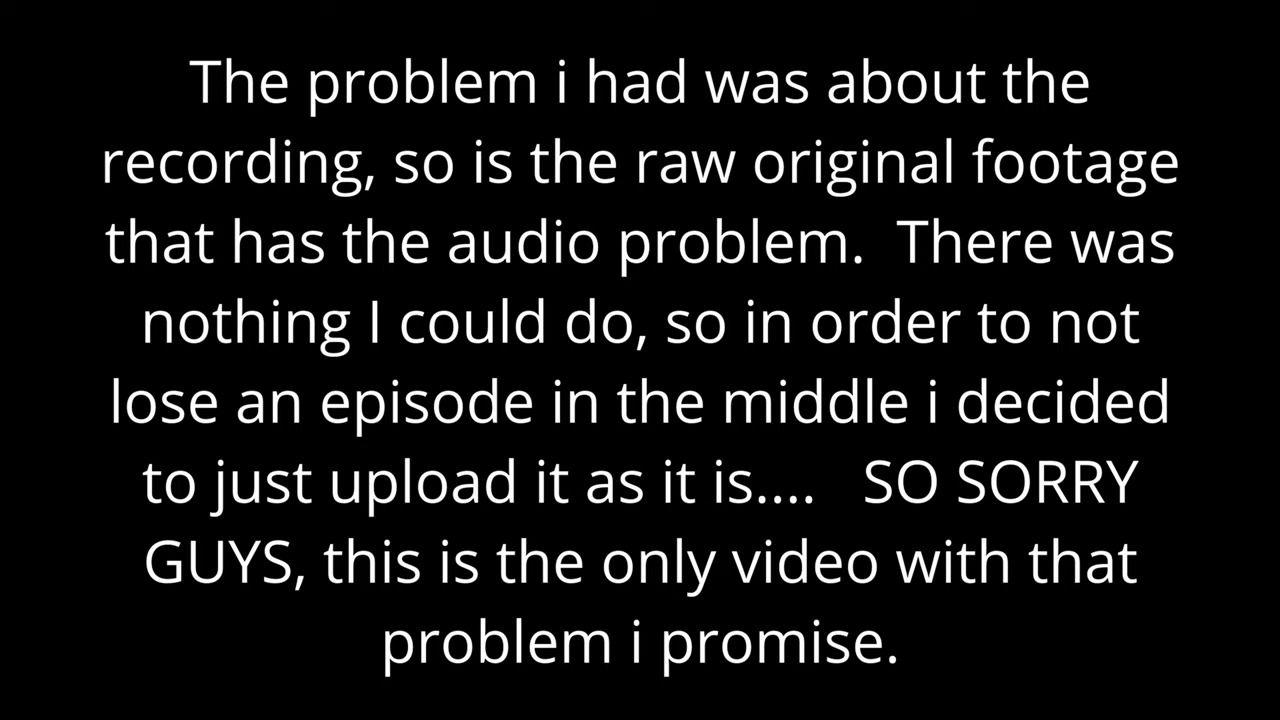 The problem i had was about the
recording, so is the raw original footage
that has the audio problem.  There was
nothing I could do, so in order to not
lose an episode in the middle i decided
to just upload it as it is....   SO SORRY
GUYS, this is the only video with that
problem i promise.